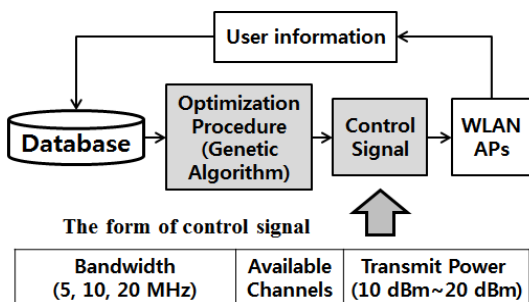 User information
Database
Optimization
Procedure
(Genetic
Algorithm)
Control
Signal
WLAN
APs
The form of control signal
Bandwidth
(5, 10, 20 MHz)
Available
Channels
Transmit Power
(10 dBm~20 dBm)